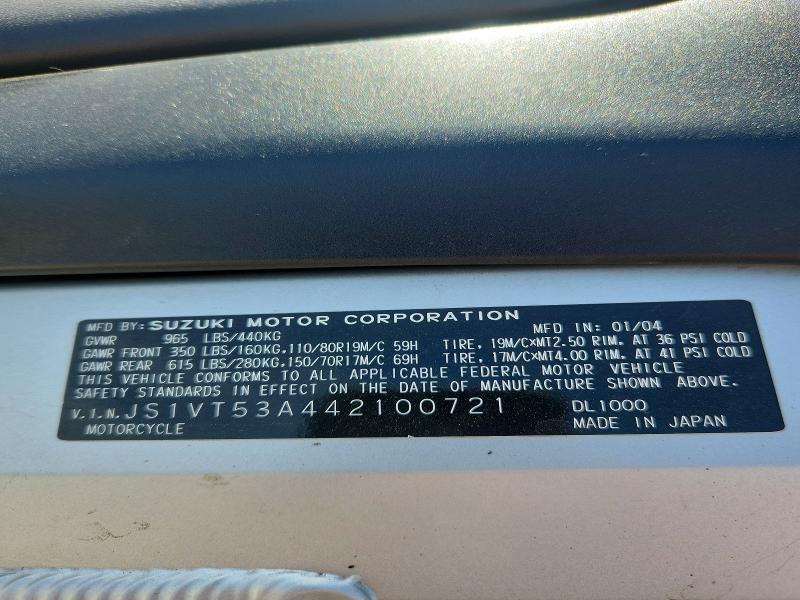 MFD BY: SUZUKI MOTOR CORPORATION MFD IN: 01/04
GVWR 965 LBS/440KG
GAWR FRONT 350 LBS/160KG,110/80R19M/C 59H TIRE, 19M/C×MT2.50 RIM. AT 36 PSI COLD
GAWR REAR 615 LBS/280KG,150/70R17M/C 69H TIRE, 17M/C×MT4.00 RIM. AT 41 PSI COLD
THIS VEHICLE CONFORMS TO ALL APPLICABLE FEDERAL MOTOR VEHICLE
SAFETY STANDARDS IN EFFECT ON THE DATE OF MANUFACTURE SHOWN ABOVE.
V.I.N. JS1VT53A442100721 DL1000
MOTORCYCLE MADE IN JAPAN